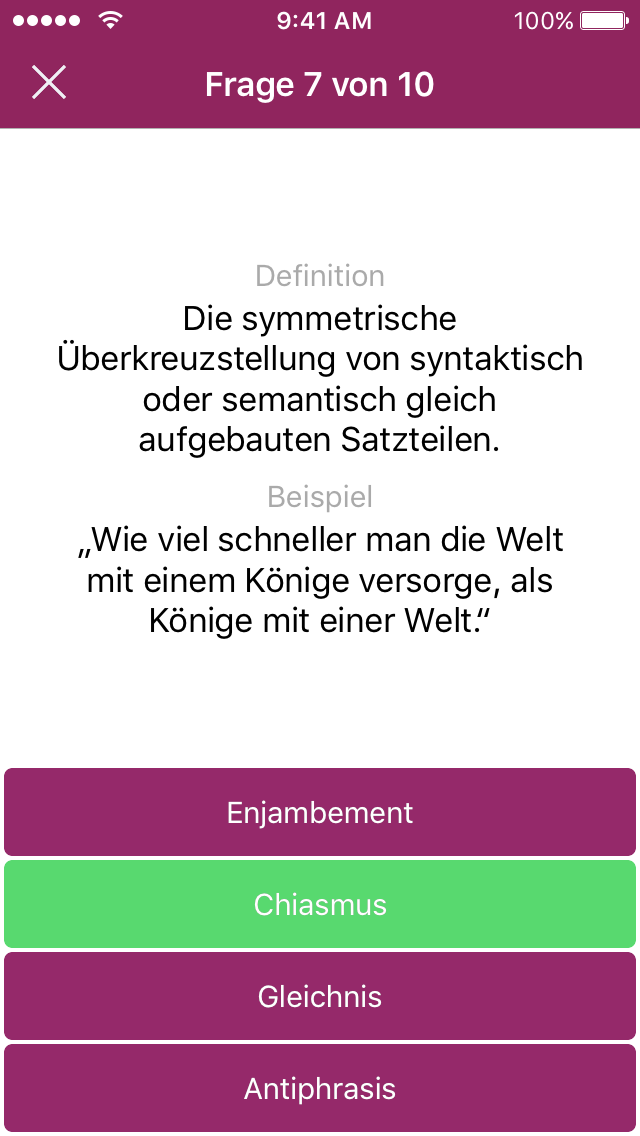 9:41 AM
100%
Frage 7 von 10
Definition
Die symmetrische
Überkreuzstellung von syntaktisch
oder semantisch gleich
aufgebauten Satzteilen.
Beispiel
„Wie viel schneller man die Welt
mit einem Könige versorge, als
Könige mit einer Welt.“
Enjambement
Chiasmus
Gleichnis
Antiphrasis